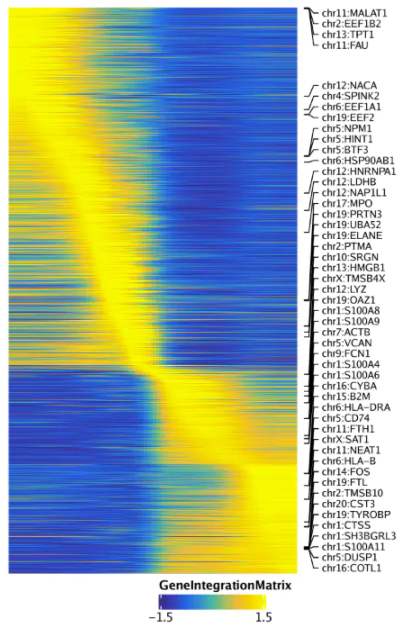 chr11:MALAT1
chr2:EEF1B2
chr13:TPT1
chr11:FAU
chr12:NACA
chr4:SPINK2
chr6:EEF1A1
chr19:EEF2
chr5:NPM1
chr5:HINT1
chr5:BTF3
chr6:HSP90AB1
chr12:HNRNPA1
chr12:LDHB
chr12:NAP1L1
chr17:MPO
chr19:PRTN3
chr19:UBA52
chr19:ELANE
chr2:PTMA
chr10:SRGN
chr13:HMGB1
chrX:TMSB4X
chr12:LYZ
chr19:OAZ1
chr1:S100A8
chr1:S100A9
chr7:ACTB
chr5:VCAN
chr9:FCN1
chr1:S100A4
chr1:S100A6
chr16:CYBA
chr15:B2M
chr6:HLA−DRA
chr5:CD74
chr11:FTH1
chrX:SAT1
chr11:NEAT1
chr6:HLA−B
chr14:FOS
chr19:FTL
chr2:TMSB10
chr20:CST3
chr19:TYROBP
chr1:CTSS
chr1:SH3BGRL3
chr1:S100A11
chr5:DUSP1
chr16:COTL1
GeneIntegrationMatrix
−1.5 1.5